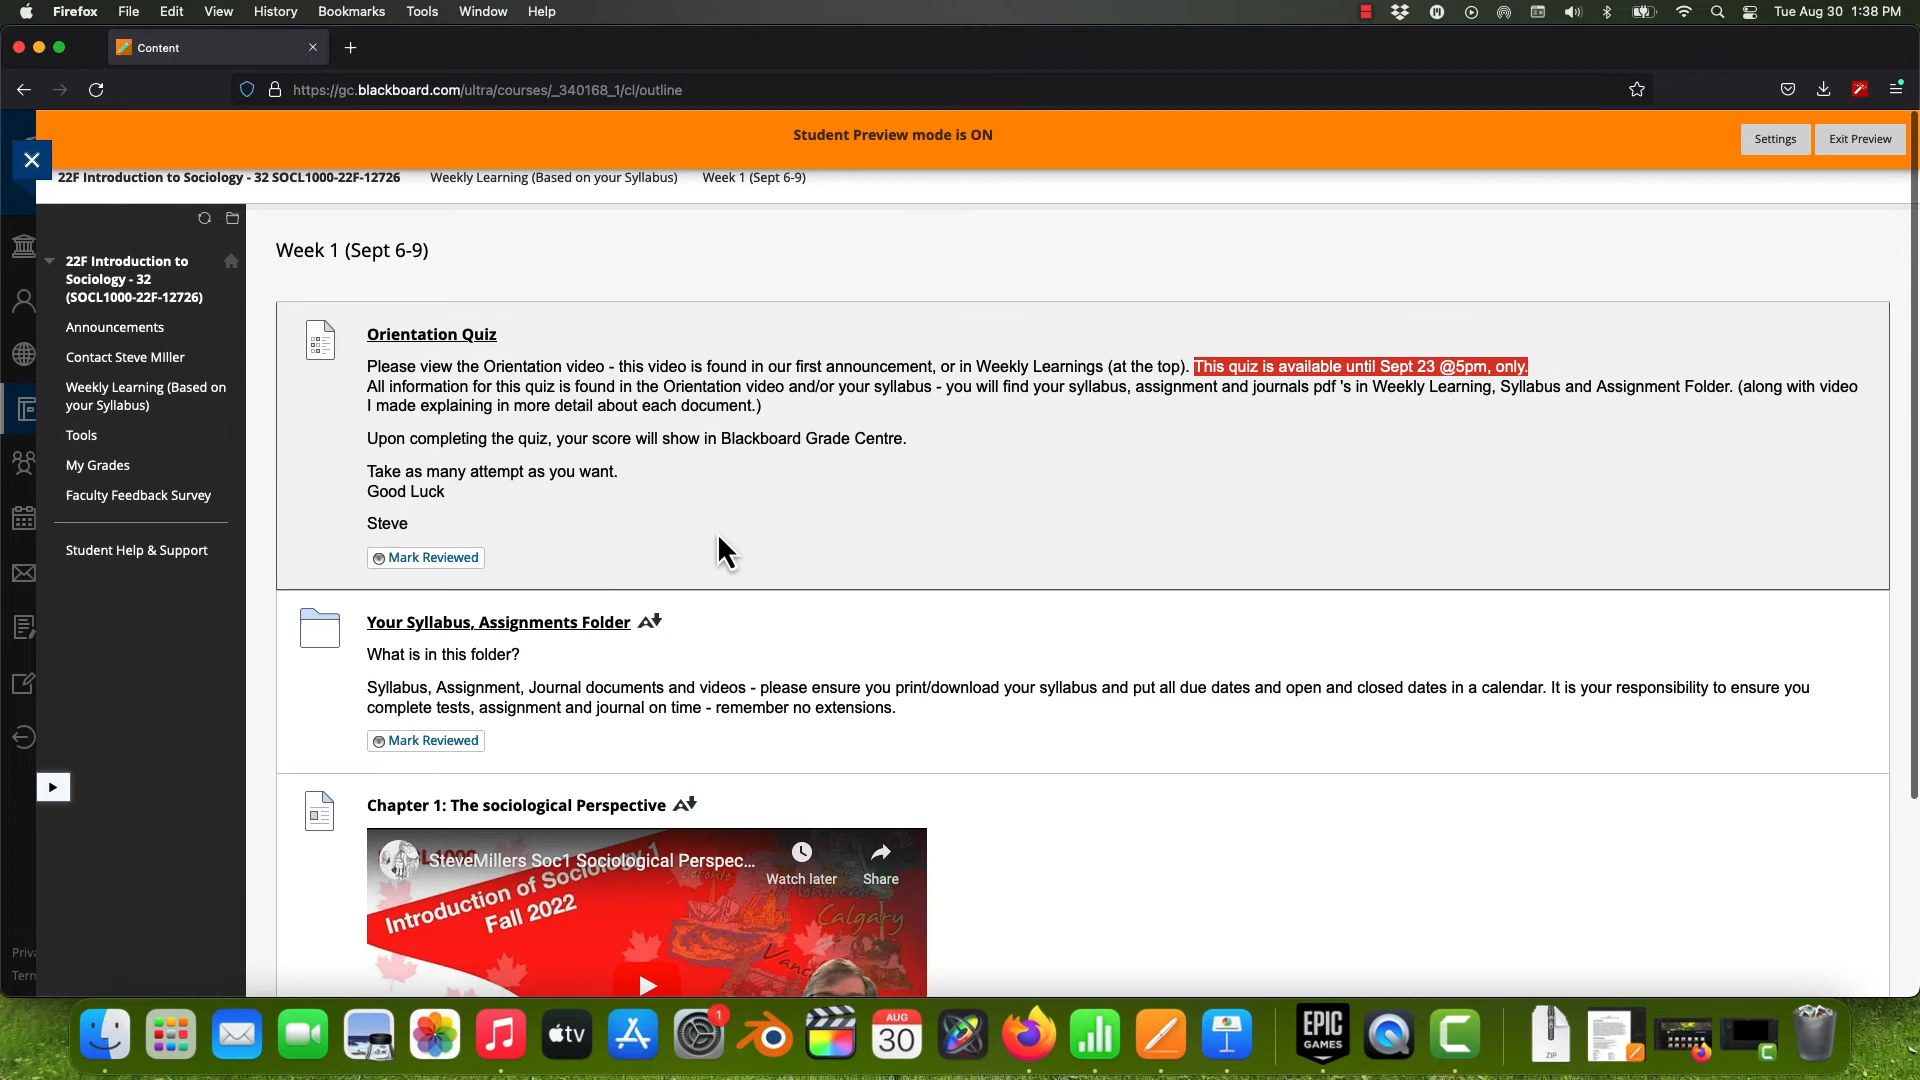 Firefox File Edit View History Bookmarks Tools Window Help Tue Aug 30 1:38 PM
Content
https://gc.blackboard.com/ultra/courses/_340168_1/cl/outline
Student Preview mode is ON
Settings Exit Preview
22F Introduction to Sociology - 32 SOCL1000-22F-12726 Weekly Learning (Based on your Syllabus) Week 1 (Sept 6-9)
22F Introduction to
Sociology - 32
(SOCL1000-22F-12726)
Announcements
Contact Steve MIller
Weekly Learning (Based on
your Syllabus)
Tools
My Grades
Faculty Feedback Survey
Student Help & Support
Priva
Tern
Week 1 (Sept 6-9)
Orientation Quiz
Please view the Orientation video - this video is found in our first announcement, or in Weekly Learnings (at the top). This quiz is available until Sept 23 @5pm, only.
All information for this quiz is found in the Orientation video and/or your syllabus - you will find your syllabus, assignment and journals pdf 's in Weekly Learning, Syllabus and Assignment Folder. (along with video
I made explaining in more detail about each document.)
Upon completing the quiz, your score will show in Blackboard Grade Centre.
Take as many attempt as you want.
Good Luck
Steve
Mark Reviewed
Your Syllabus, Assignments Folder
What is in this folder?
Syllabus, Assignment, Journal documents and videos - please ensure you print/download your syllabus and put all due dates and open and closed dates in a calendar. It is your responsibility to ensure you
complete tests, assignment and journal on time - remember no extensions.
Mark Reviewed
Chapter 1: The sociological Perspective
SteveMillers Soc1 Sociological Perspec...
Watch later Share
Introduction of Sociology 1
Fall 2022
Montreal
Calgary
1
tv
AUG
30
EPIC
GAMES
ZIP